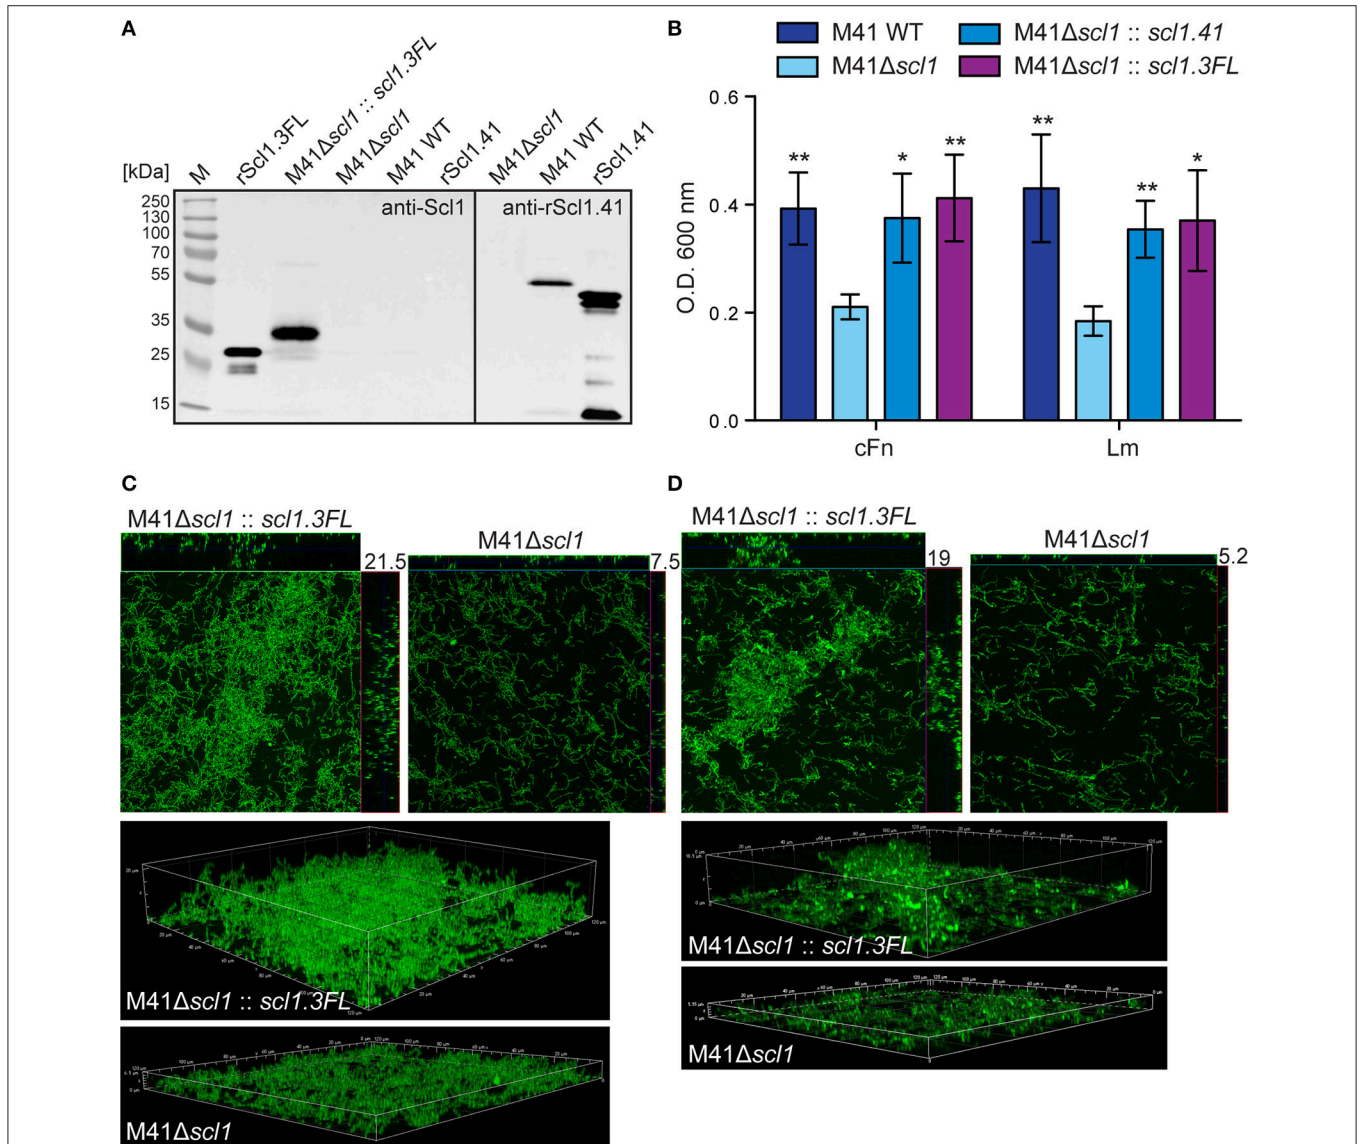 A
[kDa]
M
rScl1.3FL
M41Δscl1 :: scl1.3FL
M41Δscl1
M41 WT
rScl1.41
M41Δscl1
M41 WT
rScl1.41
250
130
100
70
55
35
25
15
anti-Scl1
anti-rScl1.41
B
M41 WT
M41Δscl1 :: scl1.41
M41Δscl1
M41Δscl1 :: scl1.3FL
O.D. 600 nm
0.6
0.4
0.2
0.0
** * ** ** ** *
cFn
Lm
C
M41Δscl1 :: scl1.3FL
21.5
M41Δscl1
7.5
M41Δscl1 :: scl1.3FL
M41Δscl1
D
M41Δscl1 :: scl1.3FL
19
M41Δscl1
5.2
M41Δscl1 :: scl1.3FL
M41Δscl1